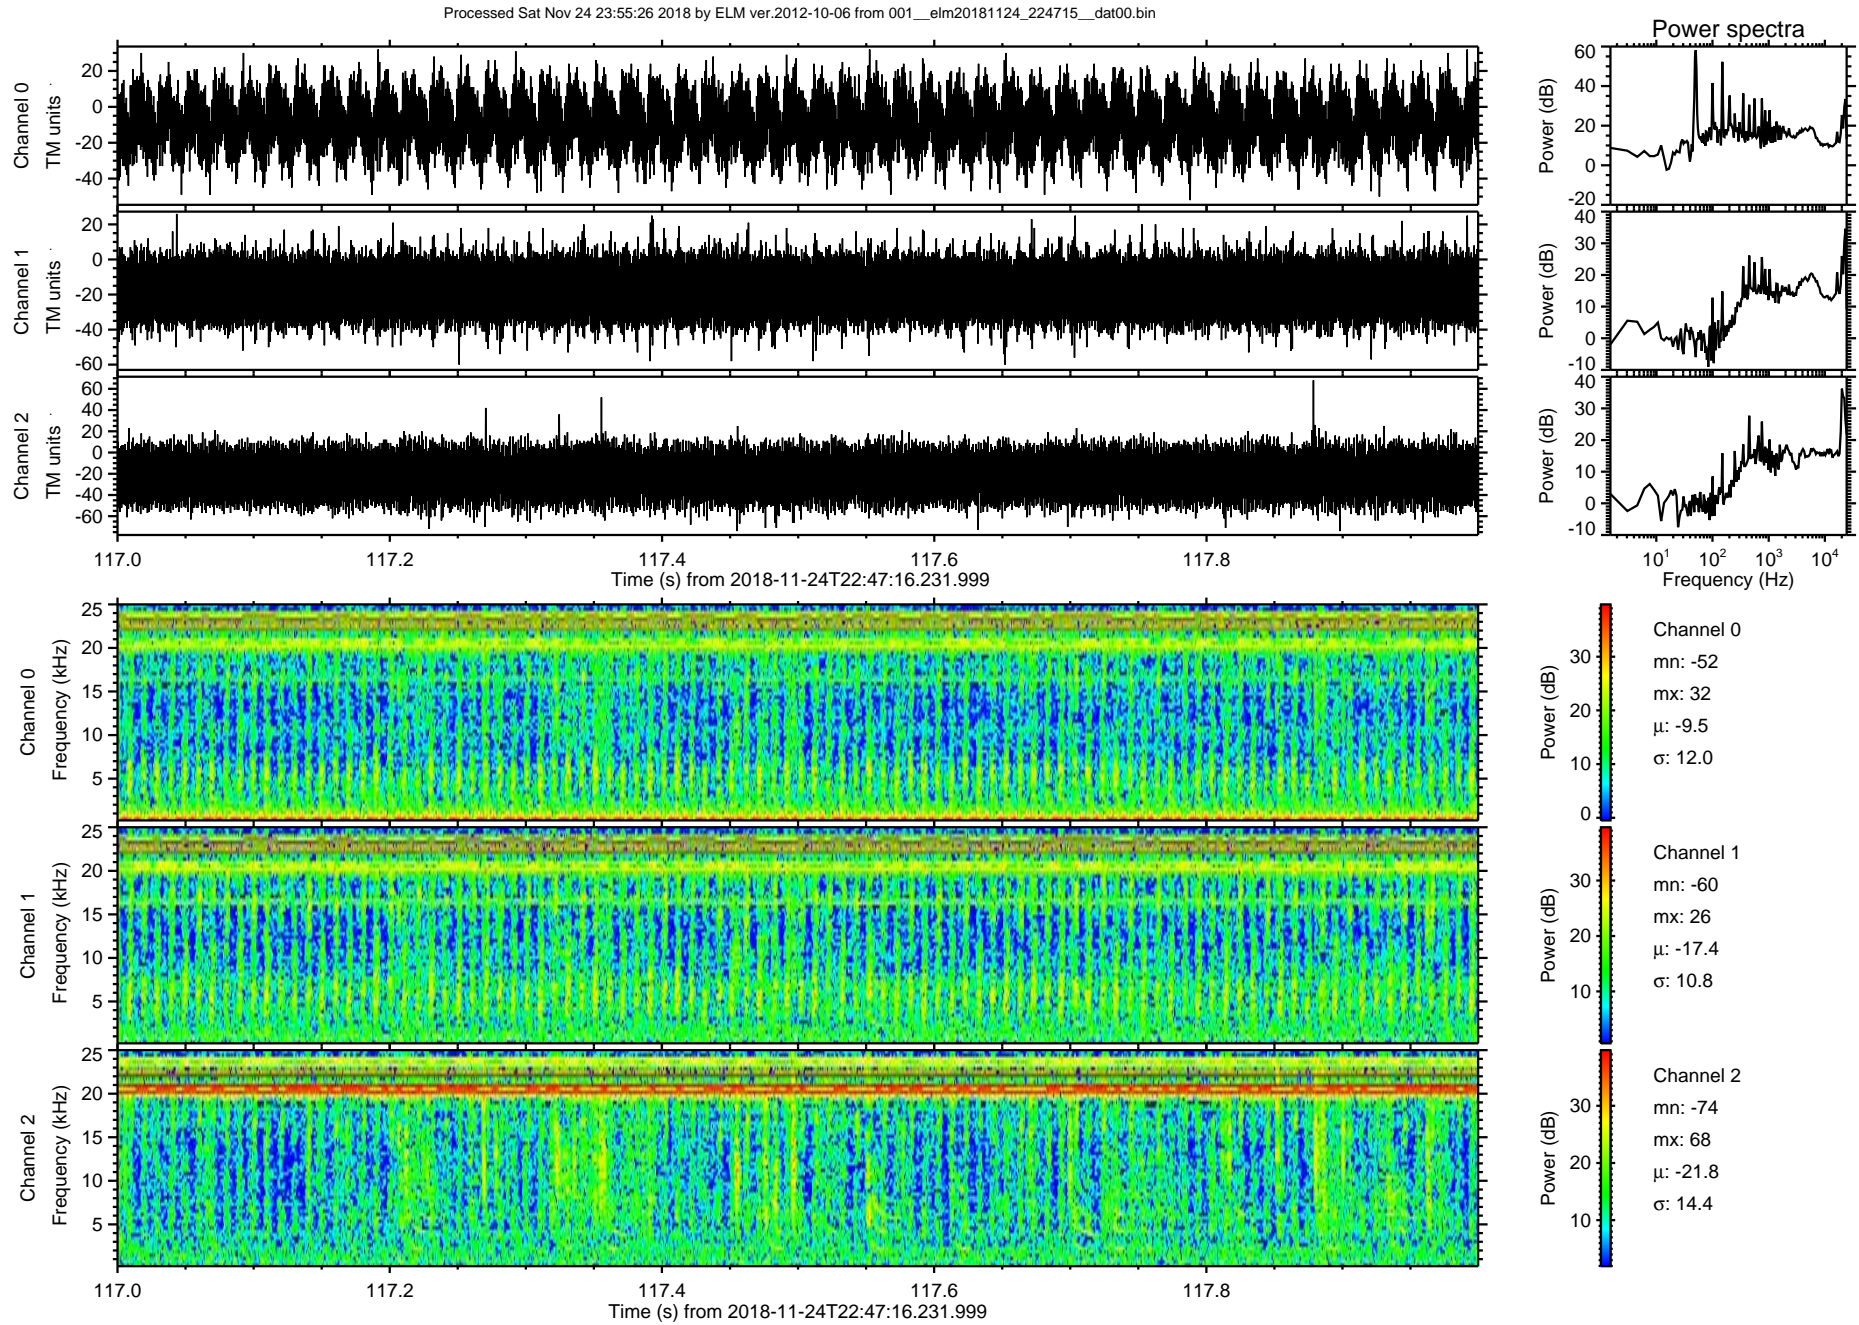 Processed Sat Nov 24 23:55:26 2018 by ELM ver.2012-10-06 from 001__elm20181124_224715__dat00.bin
Power spectra
Channel 0
TM units
20
0
-20
-40
Power (dB)
60
40
20
0
-20
Channel 1
TM units
20
0
-20
-40
-60
Power (dB)
40
30
20
10
0
-10
Channel 2
TM units
60
40
20
0
-20
-40
-60
Power (dB)
40
30
20
10
0
-10
117.0 117.2 117.4 117.6 117.8
Time (s) from 2018-11-24T22:47:16.231.999
10^1 10^2 10^3 10^4
Frequency (Hz)
Channel 0
Frequency (kHz)
25
20
15
10
5
Power (dB)
30
20
10
0
Channel 0
mn: -52
mx: 32
μ: -9.5
σ: 12.0
Channel 1
Frequency (kHz)
25
20
15
10
5
Power (dB)
30
20
10
Channel 1
mn: -60
mx: 26
μ: -17.4
σ: 10.8
Channel 2
Frequency (kHz)
25
20
15
10
5
Power (dB)
30
20
10
Channel 2
mn: -74
mx: 68
μ: -21.8
σ: 14.4
117.0 117.2 117.4 117.6 117.8
Time (s) from 2018-11-24T22:47:16.231.999